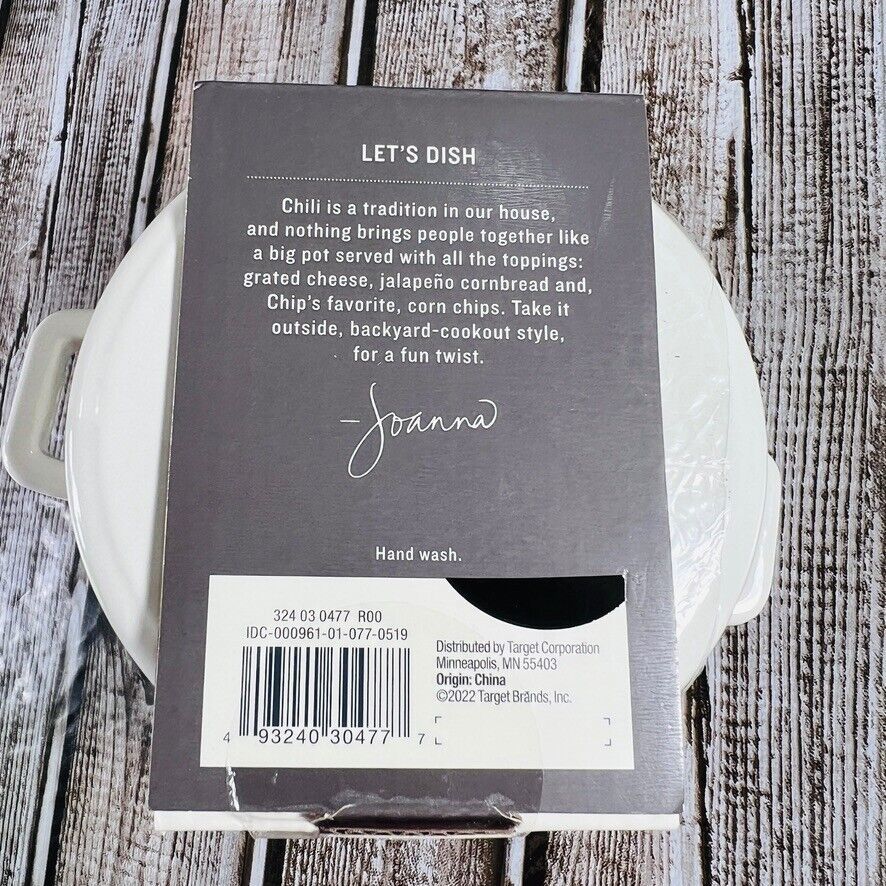 LET'S DISH
Chili is a tradition in our house,
and nothing brings people together like
a big pot served with all the toppings:
grated cheese, jalapeño cornbread and,
Chip's favorite, corn chips. Take it
outside, backyard-cookout style,
for a fun twist.
–Joanna
Hand wash.
324 03 0477 R00
IDC-000961-01-077-0519
4 93240 30477 7
Distributed by Target Corporation
Minneapolis, MN 55403
Origin: China
©2022 Target Brands, Inc.